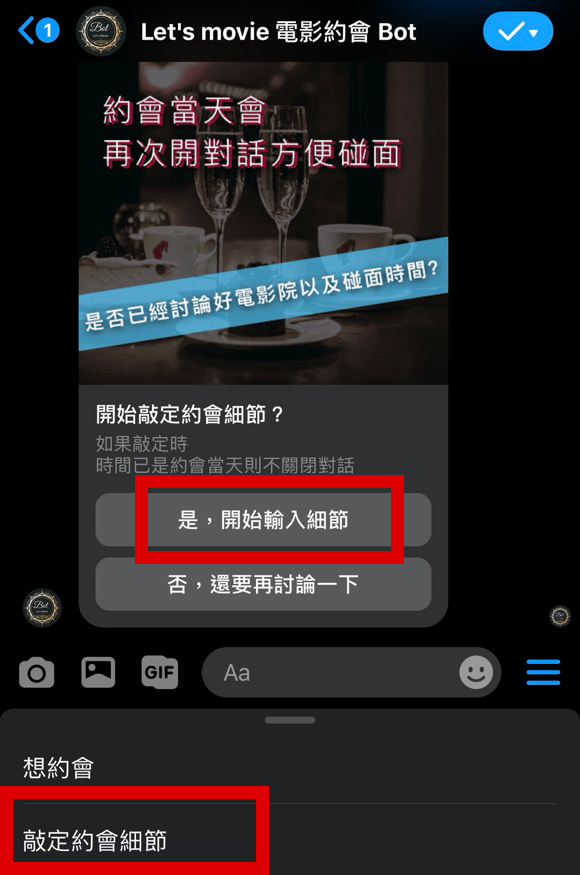 1
Bot
Let's movie 電影約會 Bot
約會當天會
再次開對話方便碰面
是否已經討論好電影院以及碰面時間?
開始敲定約會細節？
如果敲定時
時間已是約會當天則不關閉對話
是，開始輸入細節
否，還要再討論一下
Bot
GIF
Aa
想約會
敲定約會細節